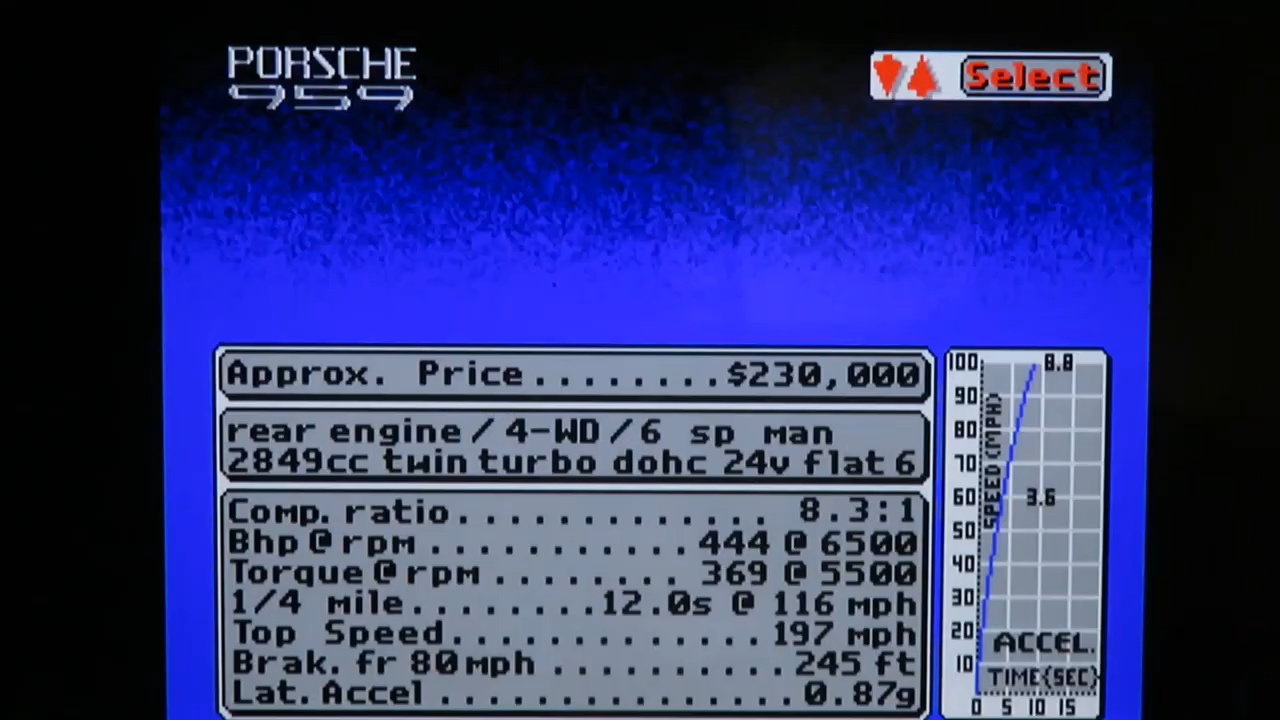 PORSCHE
959
Select
Approx. Price........$230,000
rear engine/4-WD/6 sp man
2849cc twin turbo dohc 24v flat 6
Comp. ratio............. 8.3:1
Bhp@rpm...........444 @ 6500
Torque@rpm........ 369 @ 5500
1/4 mile........12.0s @ 116 mph
Top Speed.............197 mph
Brak. fr 80mph...........245 ft
Lat. Accel................0.87g
100
90
80
70
60
50
40
30
20
10
SPEED (MPH)
8.8
3.6
ACCEL.
TIME(SEC)
0 5 10 15